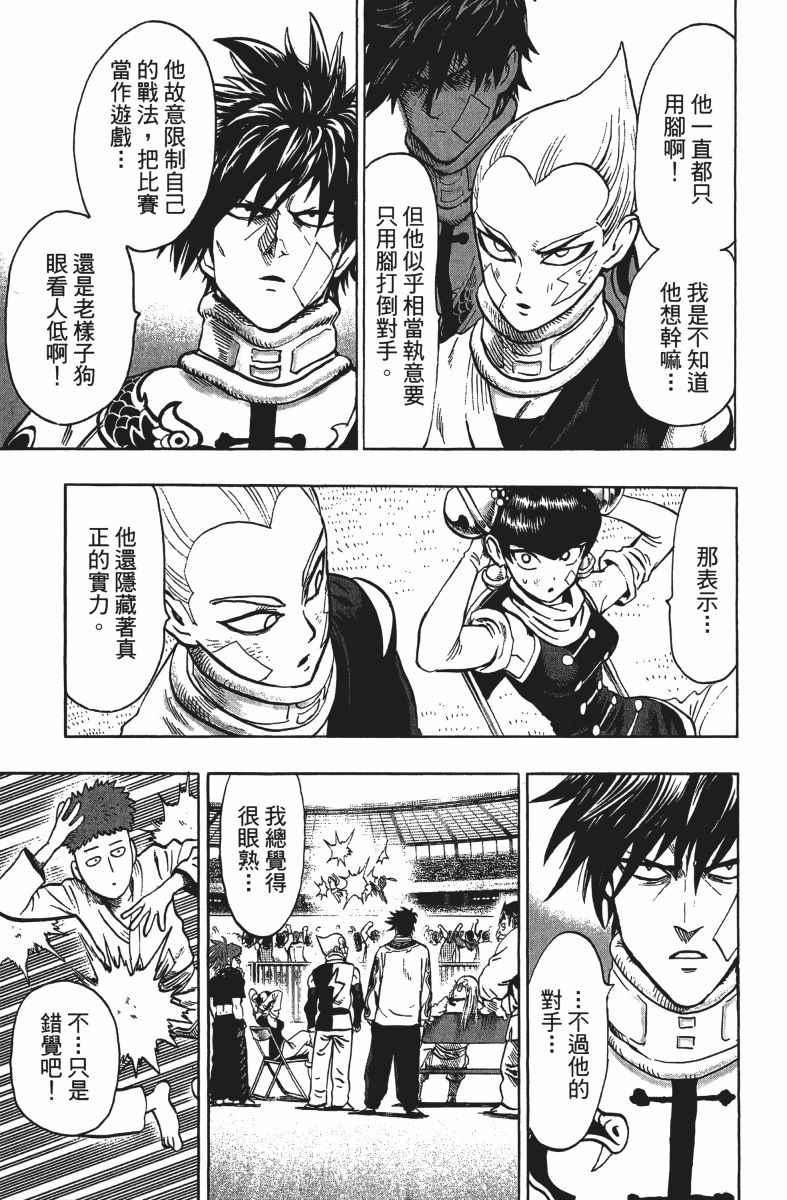 他一直都只
用腳啊！
我是不知道
他想幹嘛…
但他似乎相當執意要
只用腳打倒對手。
他故意限制自己
的戰法，把比賽
當作遊戲…
還是老樣子狗
眼看人低啊！
那表示…
他還隱藏著真
正的實力。
…不過他的
對手…
我總覺得
很眼熟…
不…只是
錯覺吧！